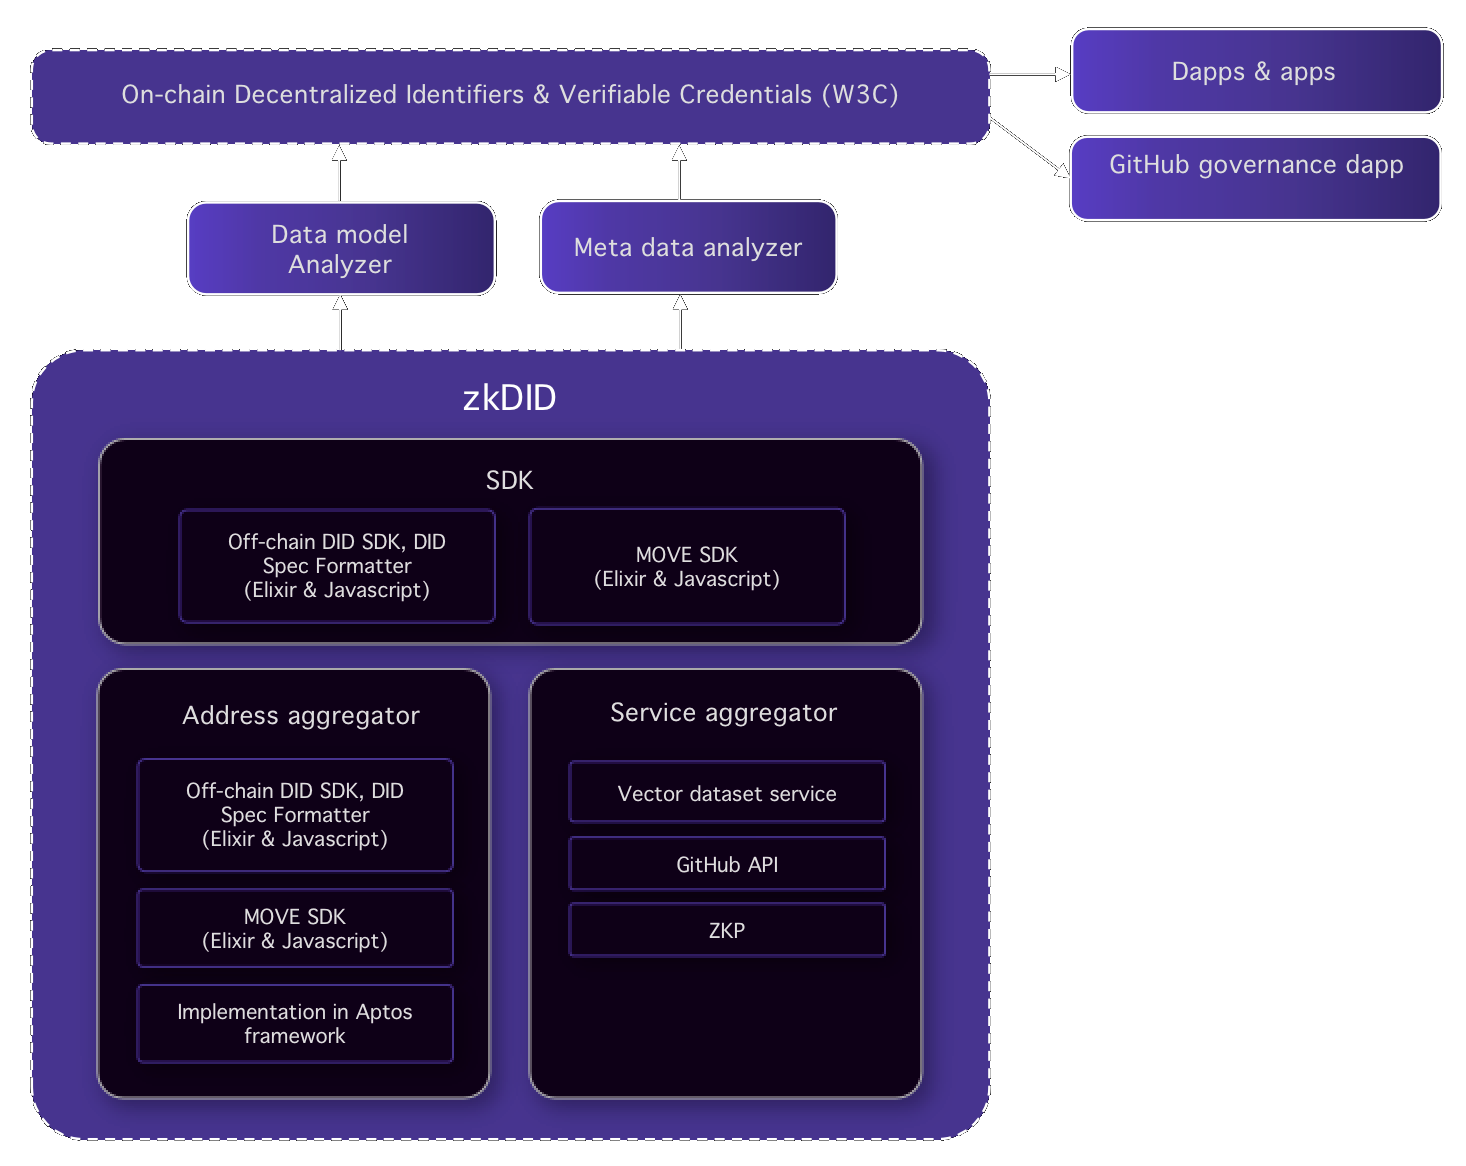 On-chain Decentralized Identifiers & Verifiable Credentials (W3C)
Dapps & apps
GitHub governance dapp
Data model
Analyzer
Meta data analyzer
zkDID
SDK
Off-chain DID SDK, DID
Spec Formatter
(Elixir & Javascript)
MOVE SDK
(Elixir & Javascript)
Address aggregator
Off-chain DID SDK, DID
Spec Formatter
(Elixir & Javascript)
MOVE SDK
(Elixir & Javascript)
Implementation in Aptos
framework
Service aggregator
Vector dataset service
GitHub API
ZKP